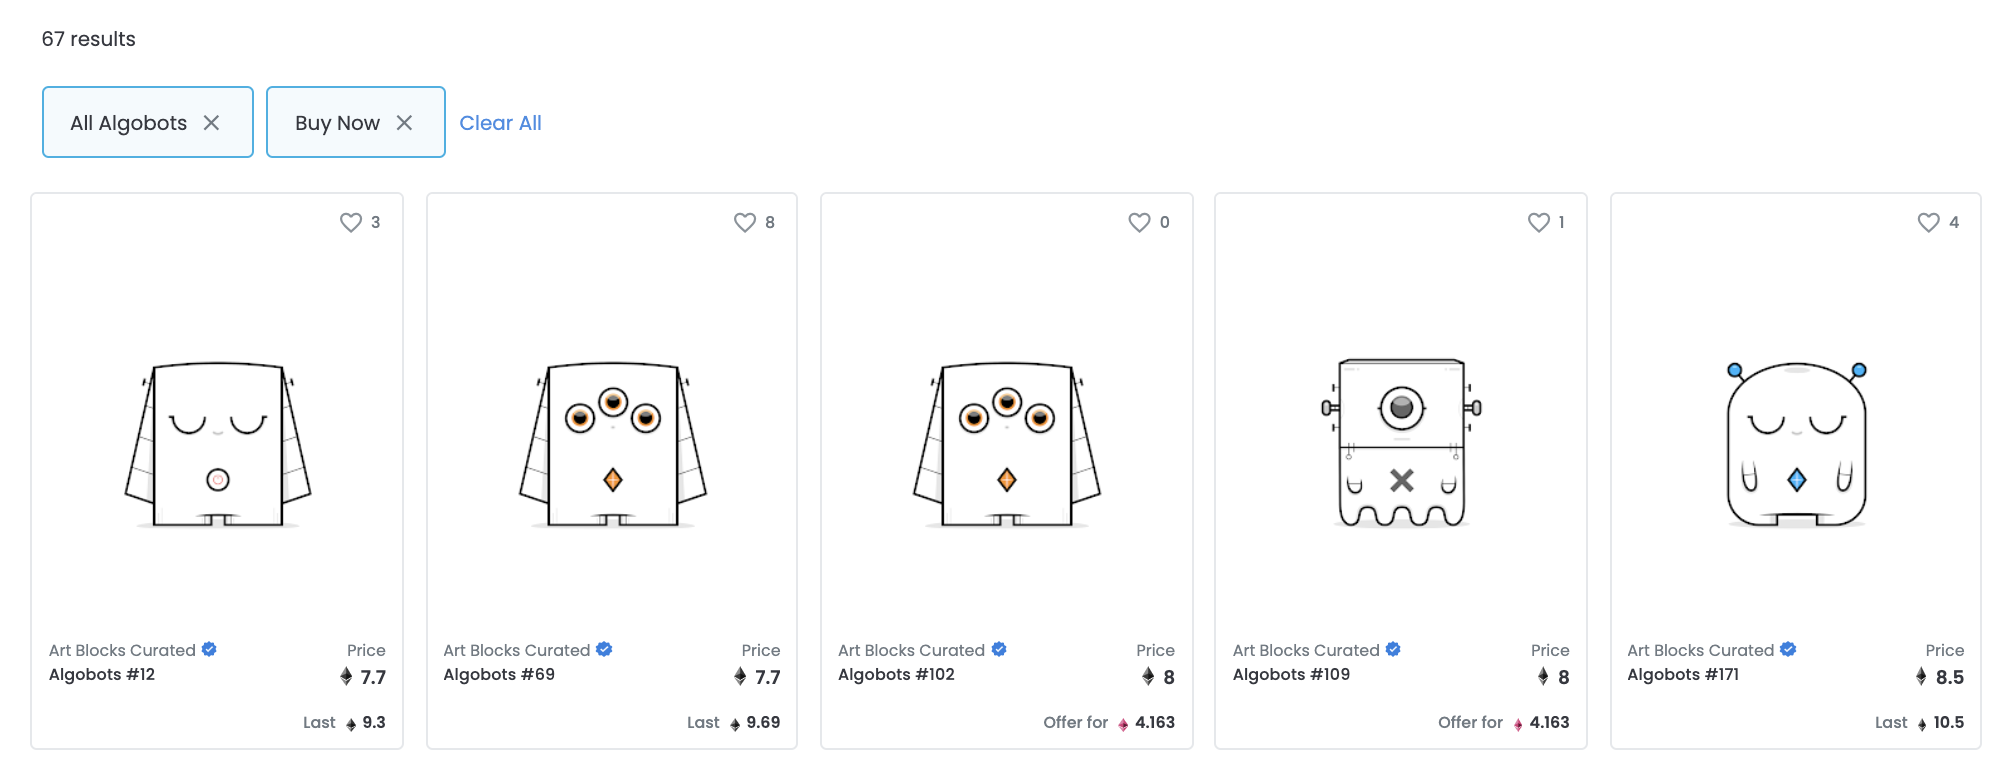 67 results
All Algobots
Buy Now
Clear All
3
8
0
1
4
Art Blocks Curated Price
Algobots #12 7.7
Last 9.3
Art Blocks Curated Price
Algobots #69 7.7
Last 9.69
Art Blocks Curated Price
Algobots #102 8
Offer for 4.163
Art Blocks Curated Price
Algobots #109 8
Offer for 4.163
Art Blocks Curated Price
Algobots #171 8.5
Last 10.5